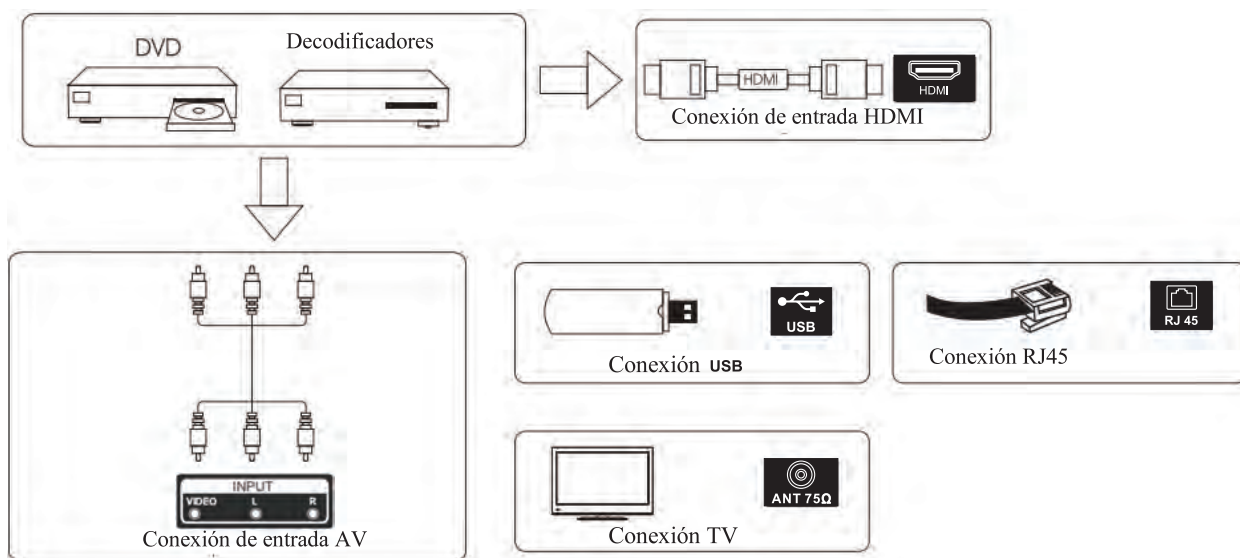 DVD
Decodificadores
HDMI
HDMI
Conexión de entrada HDMI
USB
Conexión USB
RJ 45
Conexión RJ45
INPUT
VIDEO L R
Conexión de entrada AV
ANT 75Ω
Conexión TV